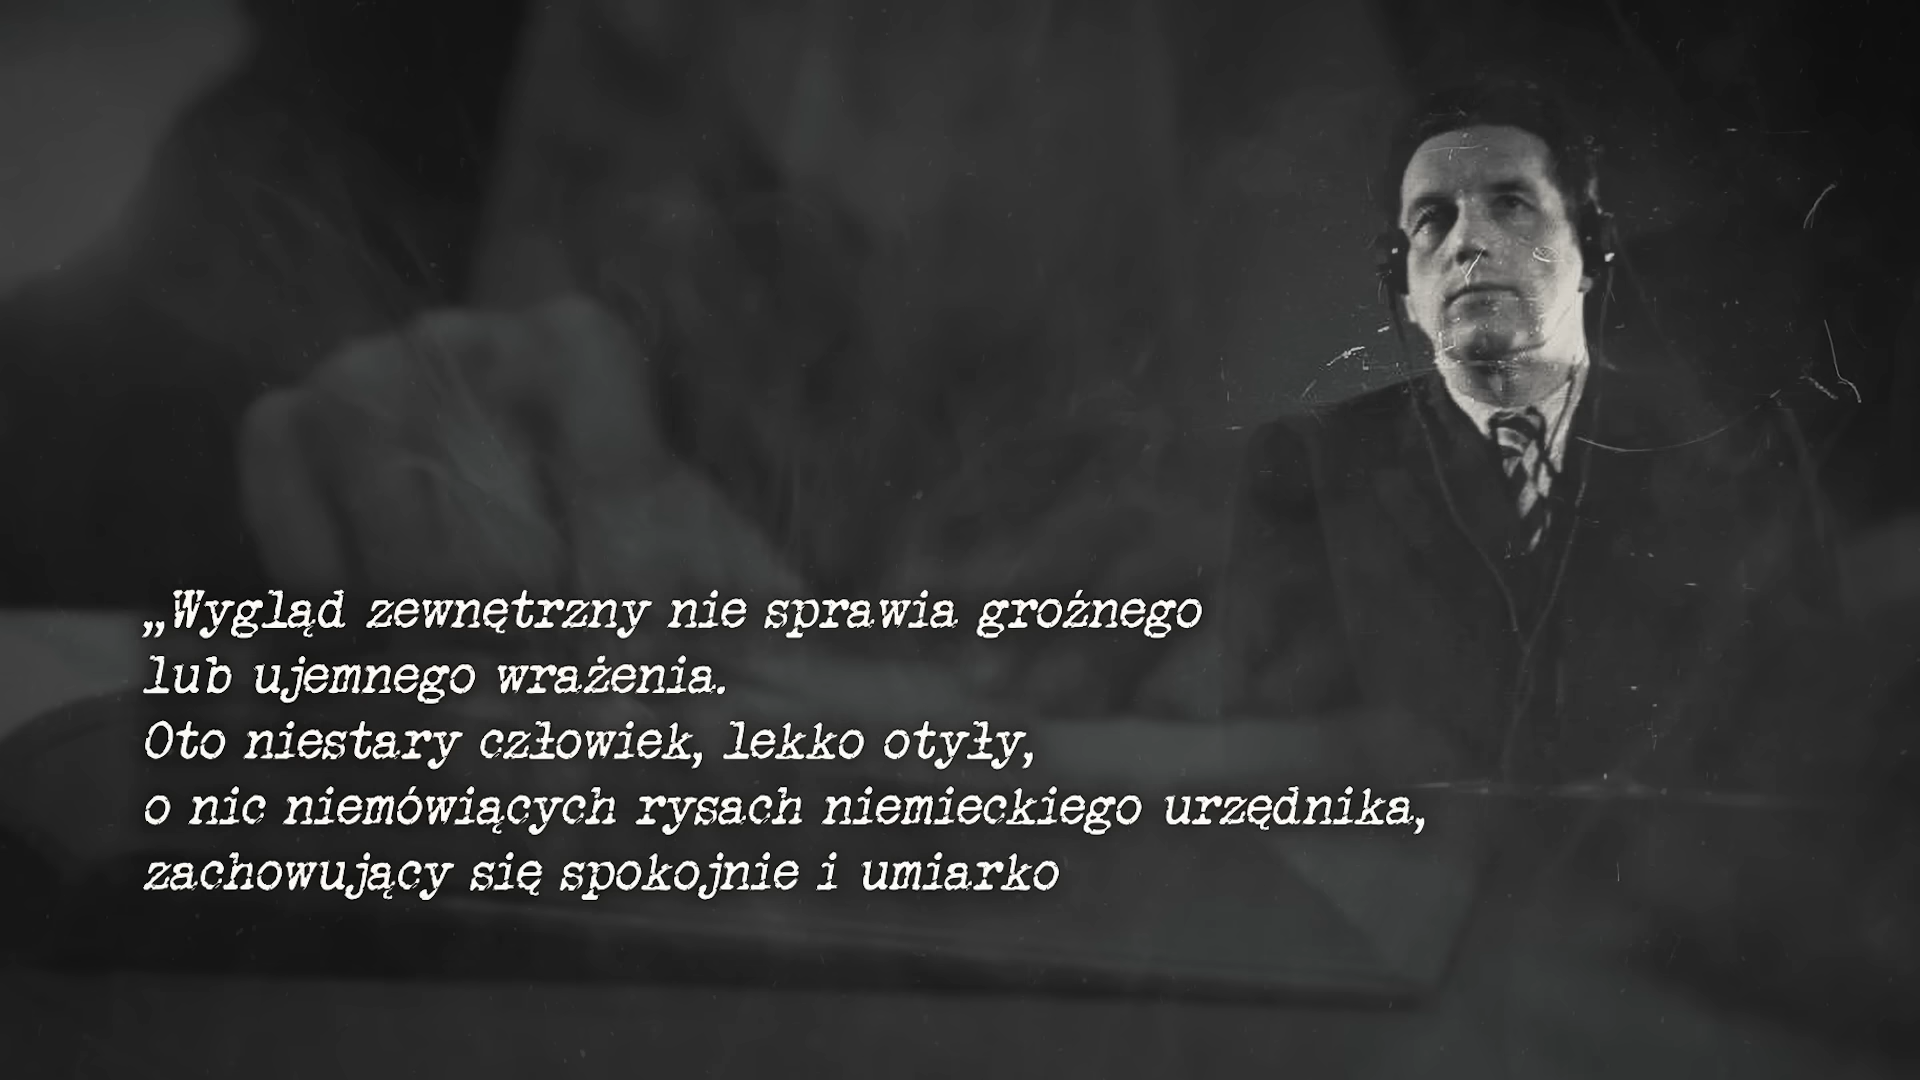 „Wygląd zewnętrzny nie sprawia groźnego
lub ujemnego wrażenia.
Oto niestary człowiek, lekko otyły,
o nic niemówiących rysach niemieckiego urzędnika,
zachowujący się spokojnie i umiarko